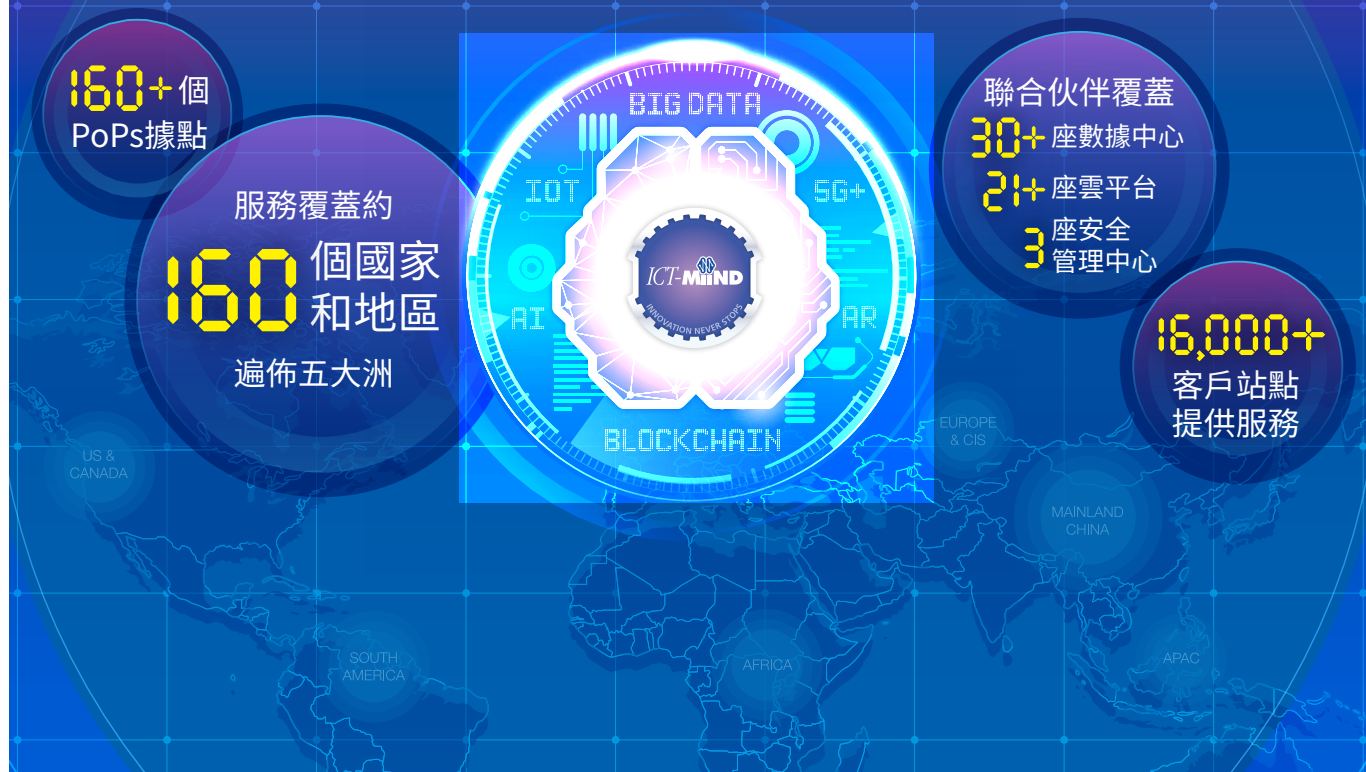 160+個
PoPs據點
服務覆蓋約
160個國家
和地區
遍佈五大洲
BIG DATA
IOT
5G+
AI
AR
BLOCKCHAIN
ICT-MiiND
INNOVATION NEVER STOPS
聯合伙伴覆蓋
30+座數據中心
21+座雲平台
3座安全
管理中心
16,000+
客戶站點
提供服務
US &
CANADA
EUROPE
& CIS
MAINLAND
CHINA
SOUTH
AMERICA
AFRICA
APAC